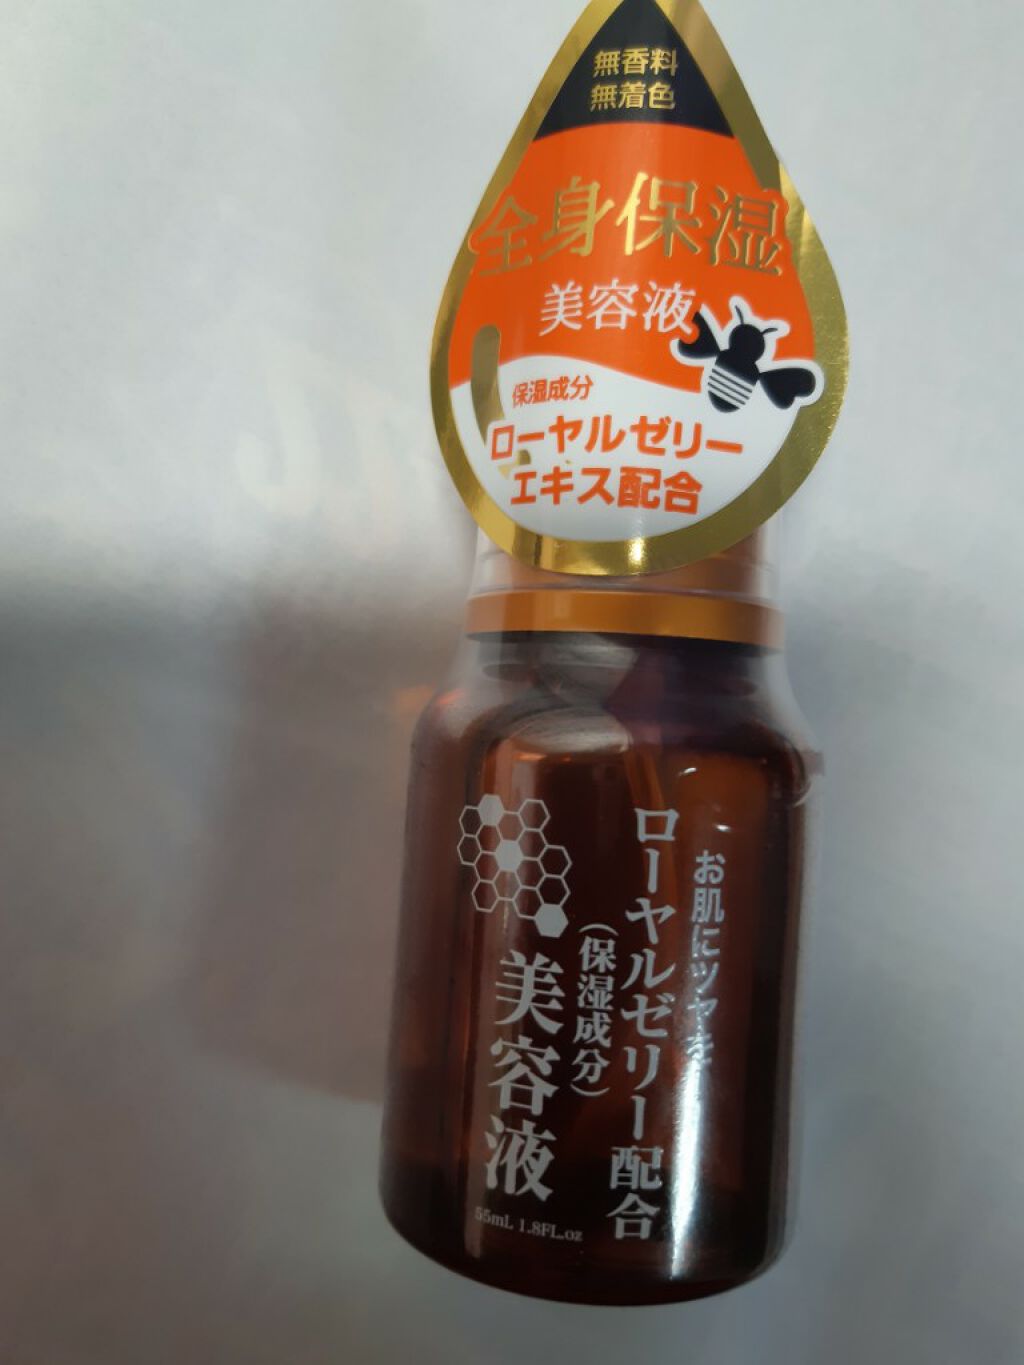 無香料
無着色
全身保湿
美容液
保湿成分
ローヤルゼリー
エキス配合
お肌にツヤを
ローヤルゼリー配合
(保湿成分)
美容液
55mL 1.8FL.oz